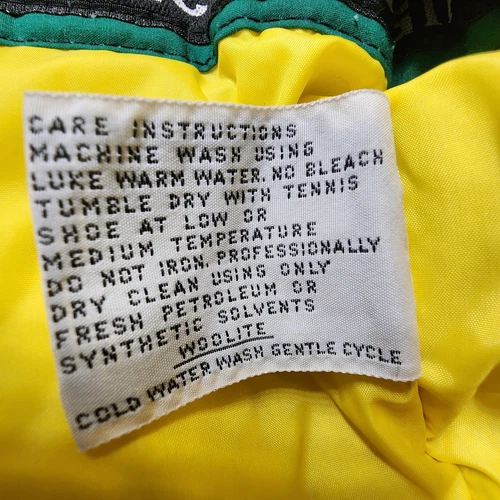 CARE INSTRUCTIONS
MACHINE WASH USING
LUKE WARM WATER. NO BLEACH
TUMBLE DRY WITH TENNIS
SHOE AT LOW OR
MEDIUM TEMPERATURE
DO NOT IRON. PROFESSIONALLY
DRY CLEAN USING ONLY
FRESH PETROLEUM OR
SYNTHETIC SOLVENTS
WOOLITE
COLD WATER WASH GENTLE CYCLE